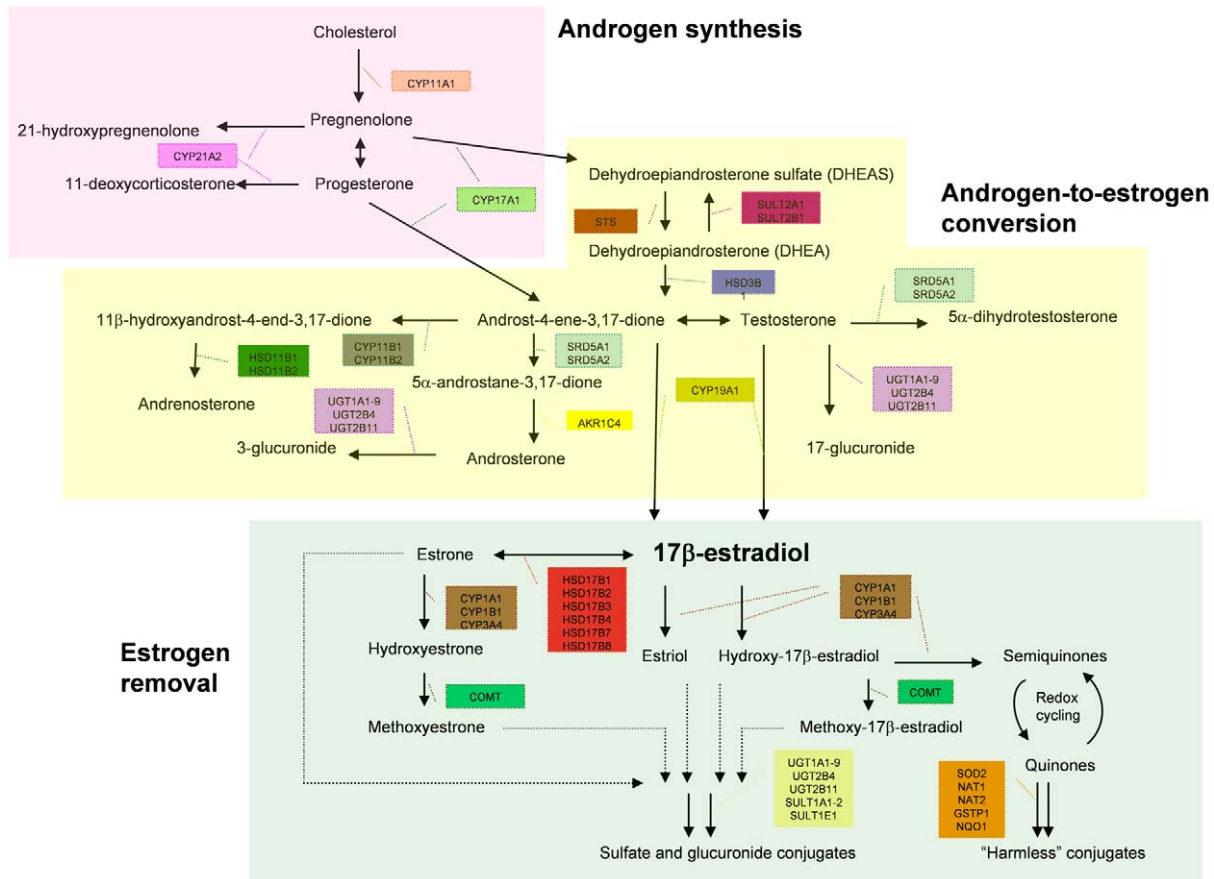 Androgen synthesis
Cholesterol
CYP11A1
Pregnenolone
21-hydroxypregnenolone
CYP21A2
11-deoxycorticosterone
Progesterone
CYP17A1
Androgen-to-estrogen
conversion
Dehydroepiandrosterone sulfate (DHEAS)
STS
SULT2A1
SULT2B1
Dehydroepiandrosterone (DHEA)
HSD3B
1
SRD5A1
SRD5A2
11β-hydroxyandrost-4-end-3,17-dione
Androst-4-ene-3,17-dione
Testosterone
5α-dihydrotestosterone
CYP11B1
CYP11B2
SRD5A1
SRD5A2
HSD11B1
HSD11B2
5α-androstane-3,17-dione
CYP19A1
UGT1A1-9
UGT2B4
UGT2B11
Andrenosterone
UGT1A1-9
UGT2B4
UGT2B11
AKR1C4
3-glucuronide
Androsterone
17-glucuronide
Estrogen
removal
Estrone
17β-estradiol
CYP1A1
CYP1B1
CYP3A4
HSD17B1
HSD17B2
HSD17B3
HSD17B4
HSD17B7
HSD17B8
CYP1A1
CYP1B1
CYP3A4
Hydroxyestrone
Estriol
Hydroxy-17β-estradiol
Semiquinones
COMT
COMT
Redox
cycling
Methoxyestrone
Methoxy-17β-estradiol
Quinones
UGT1A1-9
UGT2B4
UGT2B11
SULT1A1-2
SULT1E1
SOD2
NAT1
NAT2
GSTP1
NQO1
Sulfate and glucuronide conjugates
“Harmless” conjugates